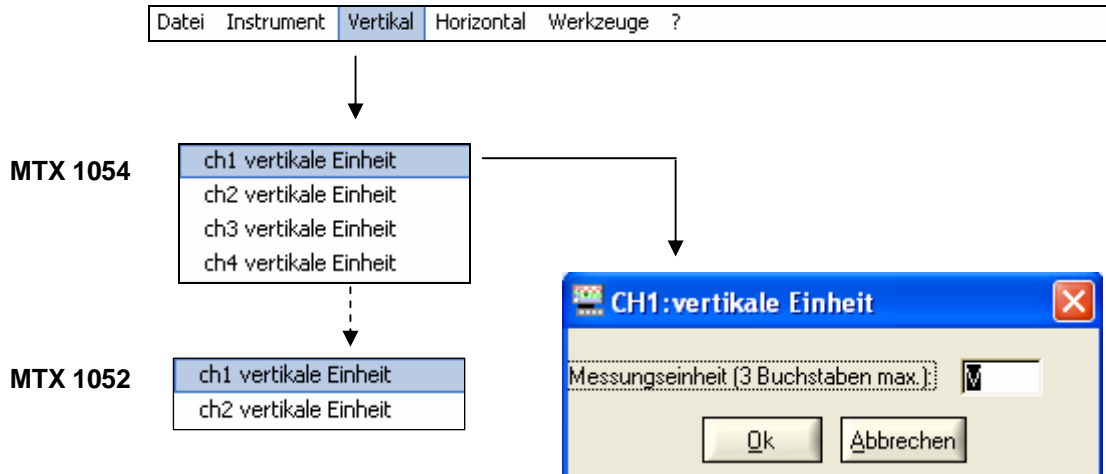 Datei Instrument Vertikal Horizontal Werkzeuge ?
MTX 1054
ch1 vertikale Einheit
ch2 vertikale Einheit
ch3 vertikale Einheit
ch4 vertikale Einheit
CH1:vertikale Einheit
Messungseinheit (3 Buchstaben max.):
V
Ok
Abbrechen
MTX 1052
ch1 vertikale Einheit
ch2 vertikale Einheit